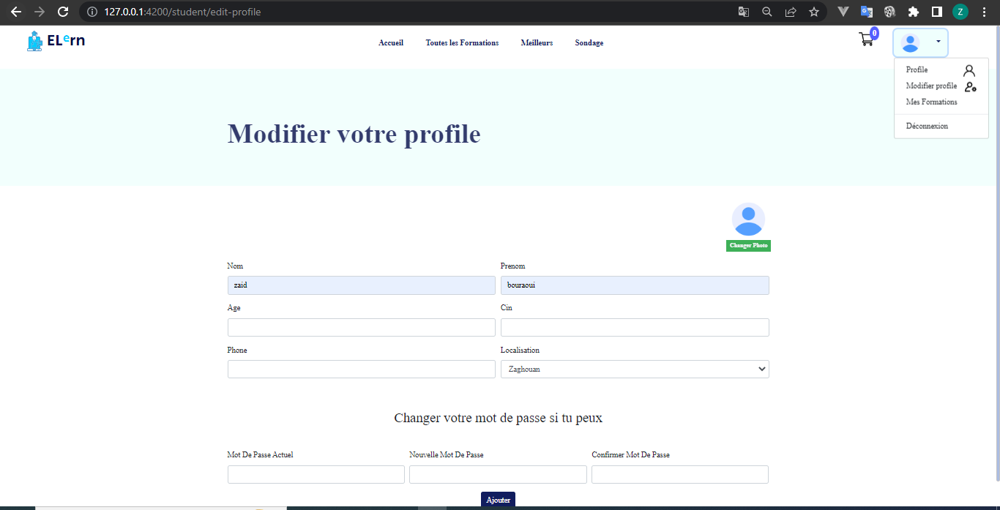 127.0.0.1:4200/student/edit-profile
Z
ELern
Accueil Toutes les Formations Meilleurs Sondage
0
Profile
Modifier profile
Mes Formations
Déconnexion
Modifier votre profile
Changer Photo
Nom Prenom
zaid bouraoui
Age Cin
Phone Localisation
Zaghouan
Changer votre mot de passe si tu peux
Mot De Passe Actuel Nouvelle Mot De Passe Confirmer Mot De Passe
Ajouter